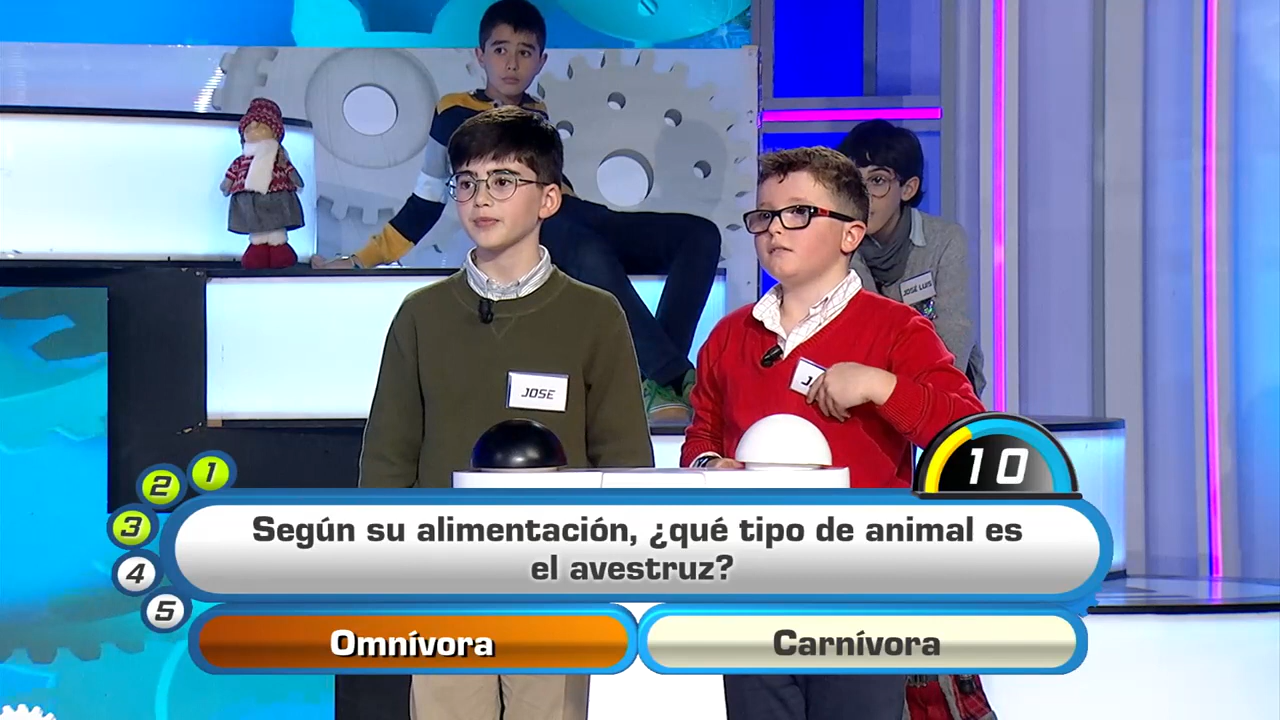 JOSE LUIS
JOSE
10
1
2
3
4
5
Según su alimentación, ¿qué tipo de animal es
el avestruz?
Omnívora
Carnívora